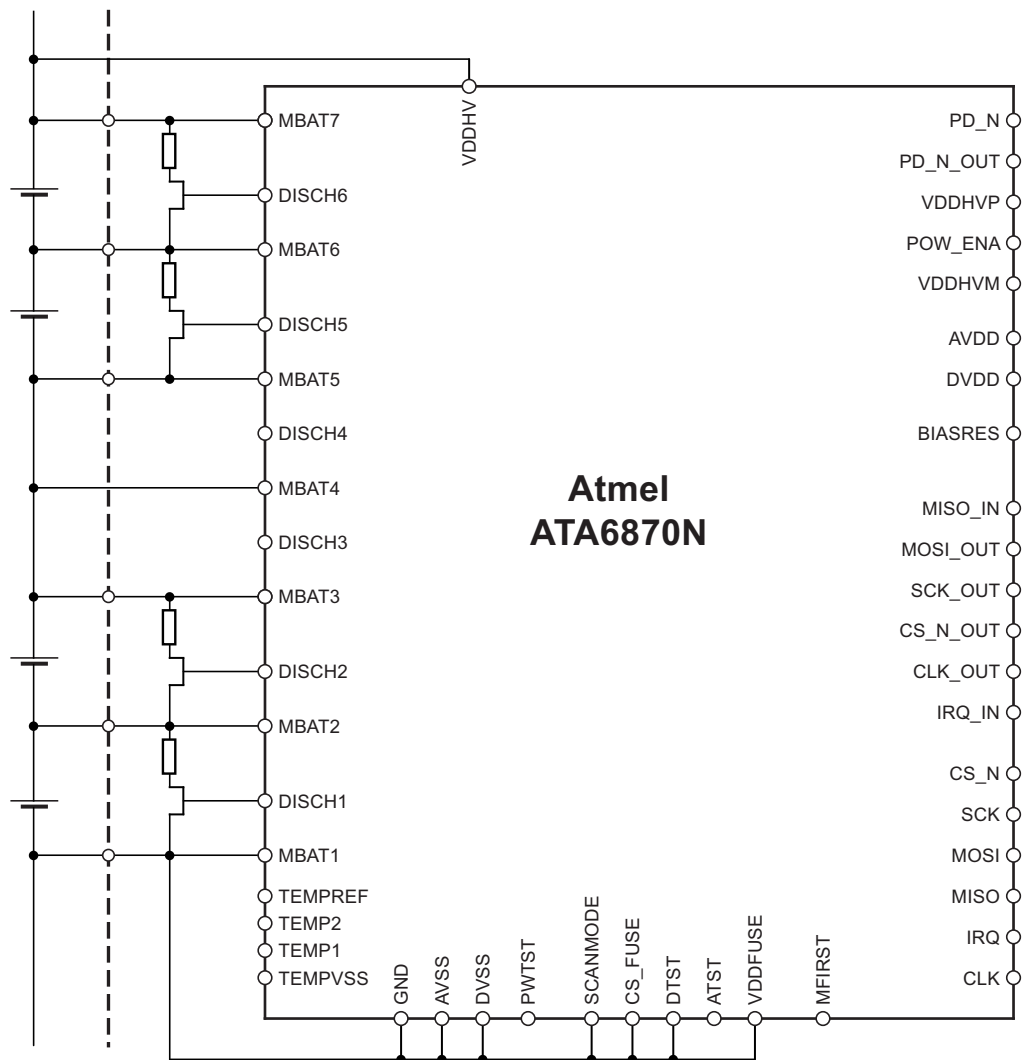 VDDHV
MBAT7
DISCH6
MBAT6
DISCH5
MBAT5
DISCH4
MBAT4
DISCH3
MBAT3
DISCH2
MBAT2
DISCH1
MBAT1
TEMPREF
TEMP2
TEMP1
TEMPVSS
Atmel
ATA6870N
PD_N
PD_N_OUT
VDDHVP
POW_ENA
VDDHVM
AVDD
DVDD
BIASRES
MISO_IN
MOSI_OUT
SCK_OUT
CS_N_OUT
CLK_OUT
IRQ_IN
CS_N
SCK
MOSI
MISO
IRQ
CLK
GND
AVSS
DVSS
PWTST
SCANMODE
CS_FUSE
DTST
ATST
VDDFUSE
MFIRST